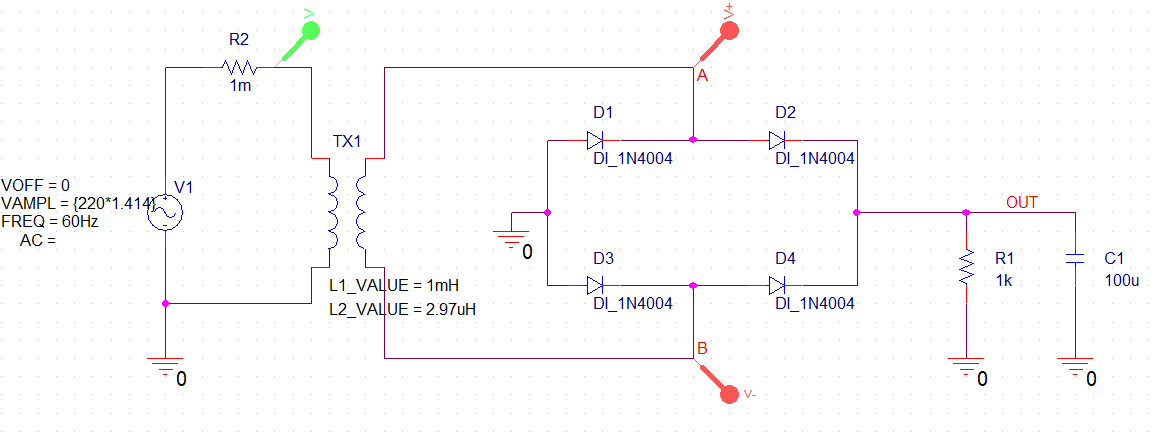 V
V+
R2
1m
A
D1
D2
DI_1N4004
DI_1N4004
TX1
VOFF = 0
V1
VAMPL = {220*1.414}
FREQ = 60Hz
AC =
OUT
0
D3
D4
R1
C1
1k
100u
L1_VALUE = 1mH
DI_1N4004
DI_1N4004
L2_VALUE = 2.97uH
B
0
0
0
V-